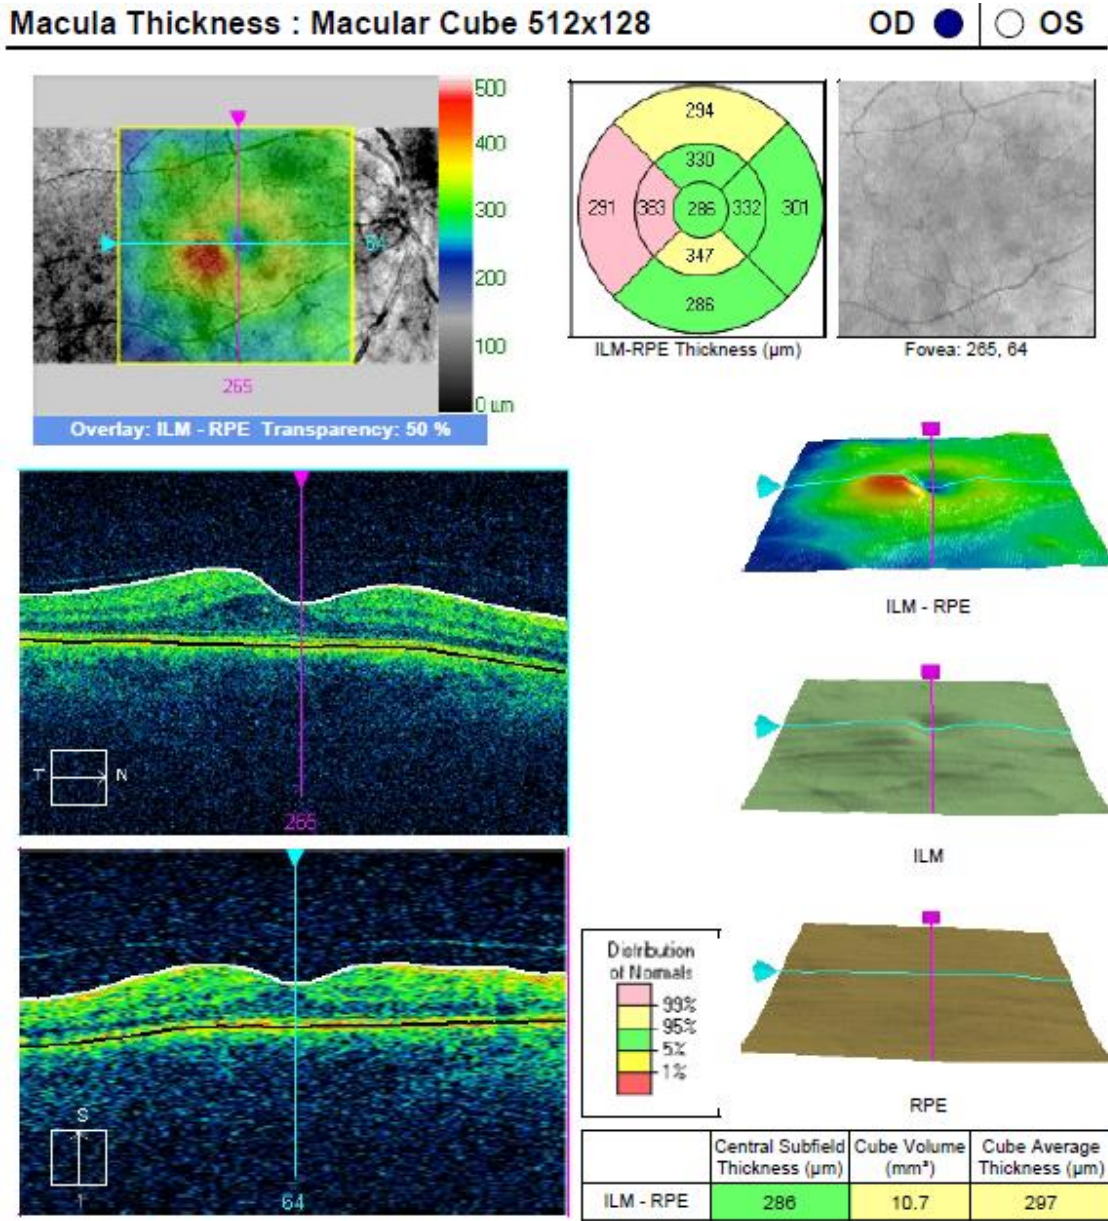 Macula Thickness : Macular Cube 512x128
OD OS
500
400
300
200
100
0 µm
64
265
Overlay: ILM - RPE Transparency: 50 %
294
330
291 383 286 332 301
347
286
ILM-RPE Thickness (µm)
Fovea: 265, 64
T N
265
ILM - RPE
ILM
S
I
64
Distribution
of Normals
99%
95%
5%
1%
RPE
Central Subfield Thickness (µm) Cube Volume (mm³) Cube Average Thickness (µm)
ILM - RPE 286 10.7 297